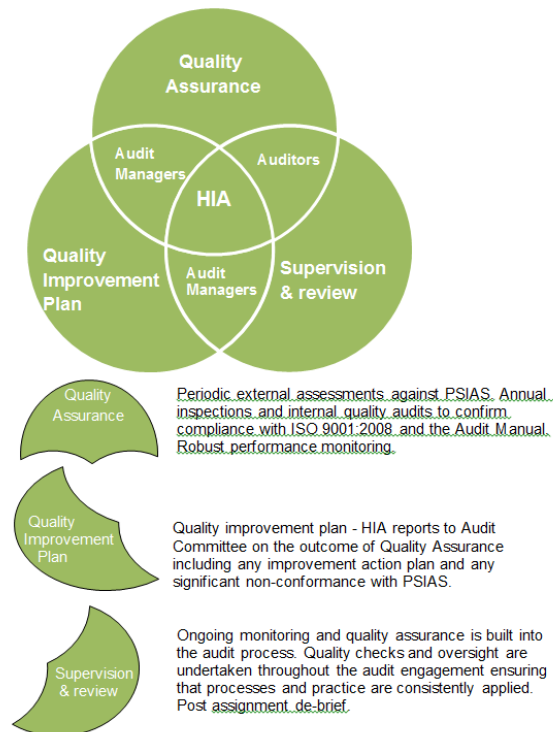 Quality
Assurance
Audit
Managers
Auditors
HIA
Quality
Improvement
Plan
Audit
Managers
Supervision
& review
Quality
Assurance
Periodic external assessments against PSIAS. Annual
inspections and internal quality audits to confirm
compliance with ISO 9001:2008 and the Audit Manual.
Robust performance monitoring.
Quality
Improvement
Plan
Quality improvement plan - HIA reports to Audit
Committee on the outcome of Quality Assurance
including any improvement action plan and any
significant non-conformance with PSIAS.
Supervision
& review
Ongoing monitoring and quality assurance is built into
the audit process. Quality checks and oversight are
undertaken throughout the audit engagement ensuring
that processes and practice are consistently applied.
Post assignment de-brief.